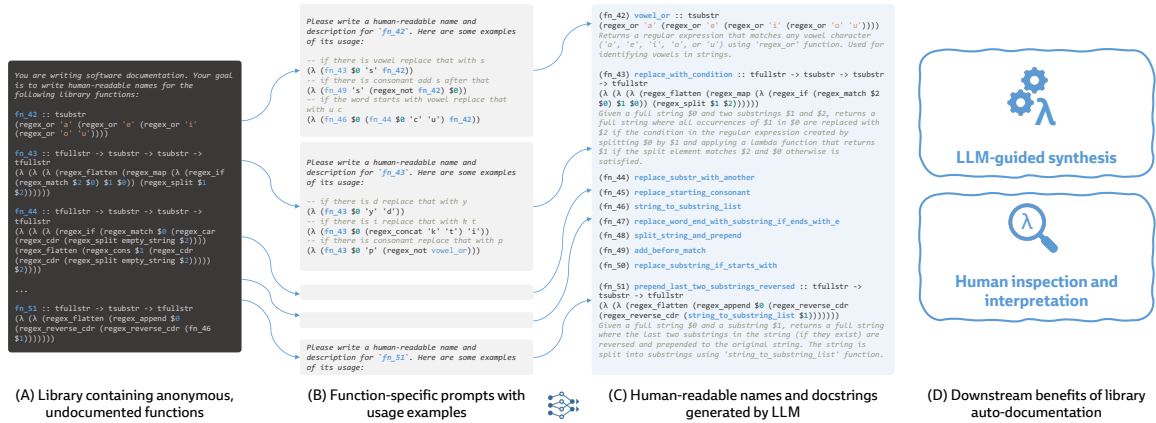 You are writing software documentation. Your goal
is to write human-readable names for the
following library functions:
fn_42 :: tsubstr
(regex_or 'a' (regex_or 'e' (regex_or 'i'
(regex_or 'o' 'u'))))
fn_43 :: tfullstr -> tsubstr -> tsubstr ->
tfullstr
(λ (λ (λ (regex_flatten (regex_map (λ (regex_if
(regex_match $2 $0) $1 $0)) (regex_split $1
$2))))))
fn_44 :: tfullstr -> tsubstr -> tsubstr ->
tfullstr
(λ (λ (λ (regex_if (regex_match $0 (regex_car
(regex_cdr (regex_split empty_string $2))))
(regex_flatten (regex_cons $1 (regex_cdr
(regex_cdr (regex_split empty_string $2)))))
$2))))
...
fn_51 :: tfullstr -> tsubstr -> tfullstr
(λ (λ (regex_flatten (regex_append $0
(regex_reverse_cdr (regex_reverse_cdr (fn_46
$1)))))))
(A) Library containing anonymous,
undocumented functions
Please write a human-readable name and
description for `fn_42`. Here are some examples
of its usage:
-- if there is vowel replace that with s
(λ (fn_43 $0 's' fn_42))
-- if there is consonant add s after that
(λ (fn_49 's' (regex_not fn_42) $0))
-- if the word starts with vowel replace that
with u c
(λ (fn_46 $0 (fn_44 $0 'c' 'u') fn_42))
Please write a human-readable name and
description for `fn_43`. Here are some examples
of its usage:
-- if there is d replace that with y
(λ (fn_43 $0 'y' 'd'))
-- if there is i replace that with k t
(λ (fn_43 $0 (regex_concat 'k' 't') 'i'))
-- if there is consonant replace that with p
(λ (fn_43 $0 'p' (regex_not vowel_or)))
Please write a human-readable name and
description for `fn_51`. Here are some examples
of its usage:
(B) Function-specific prompts with
usage examples
(fn_42) vowel_or :: tsubstr
(regex_or 'a' (regex_or 'e' (regex_or 'i' (regex_or 'o' 'u'))))
Returns a regular expression that matches any vowel character
('a', 'e', 'i', 'o', or 'u') using 'regex_or' function. Used for
identifying vowels in strings.
(fn_43) replace_with_condition :: tfullstr -> tsubstr -> tsubstr
-> tfullstr
(λ (λ (λ (regex_flatten (regex_map (λ (regex_if (regex_match $2
$0) $1 $0)) (regex_split $1 $2))))))
Given a full string $0 and two substrings $1 and $2, returns a
full string where all occurrences of $1 in $0 are replaced with
$2 if the condition in the regular expression created by
splitting $0 by $1 and applying a lambda function that returns
$1 if the split element matches $2 and $0 otherwise is
satisfied.
(fn_44) replace_substr_with_another
(fn_45) replace_starting_consonant
(fn_46) string_to_substring_list
(fn_47) replace_word_end_with_substring_if_ends_with_e
(fn_48) split_string_and_prepend
(fn_49) add_before_match
(fn_50) replace_substring_if_starts_with
(fn_51) prepend_last_two_substrings_reversed :: tfullstr ->
tsubstr -> tfullstr
(λ (λ (regex_flatten (regex_append $0 (regex_reverse_cdr
(regex_reverse_cdr (string_to_substring_list $1)))))))
Given a full string $0 and a substring $1, returns a full string
where the last two substrings in the string (if they exist) are
reversed and prepended to the original string. The string is
split into substrings using 'string_to_substring_list' function.
(C) Human-readable names and docstrings
generated by LLM
λ
LLM-guided synthesis
λ
Human inspection and
interpretation
(D) Downstream benefits of library
auto-documentation